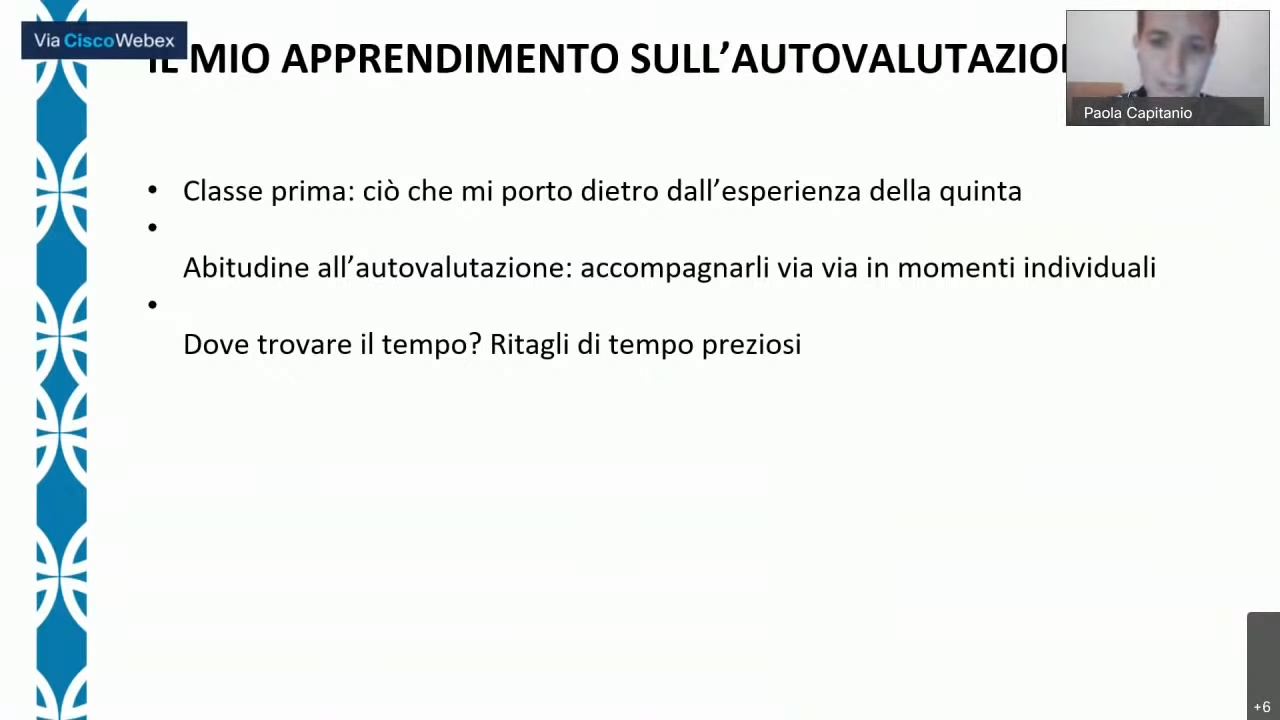 Via CiscoWebex
IL MIO APPRENDIMENTO SULL'AUTOVALUTAZIO
Paola Capitanio
• Classe prima: ciò che mi porto dietro dall'esperienza della quinta
•
Abitudine all'autovalutazione: accompagnarli via via in momenti individuali
•
Dove trovare il tempo? Ritagli di tempo preziosi
+6